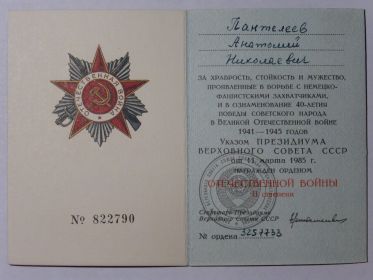 ОТЕЧЕСТВЕННАЯ ВОЙНА
№ 822790
Пантелеев
Анатолий
Николаевич
ЗА ХРАБРОСТЬ, СТОЙКОСТЬ И МУЖЕСТВО,
ПРОЯВЛЕННЫЕ В БОРЬБЕ С НЕМЕЦКО-
ФАШИСТСКИМИ ЗАХВАТЧИКАМИ,
И В ОЗНАМЕНОВАНИЕ 40-ЛЕТИЯ
ПОБЕДЫ СОВЕТСКОГО НАРОДА
В ВЕЛИКОЙ ОТЕЧЕСТВЕННОЙ ВОЙНЕ
1941—1945 ГОДОВ
УКАЗОМ ПРЕЗИДИУМА
ВЕРХОВНОГО СОВЕТА СССР
от 11 марта 1985 г.
НАГРАЖДЕН ОРДЕНОМ
ОТЕЧЕСТВЕННОЙ ВОЙНЫ
II степени
Секретарь Президиума
Верховного Совета СССР
№ ордена 3257733